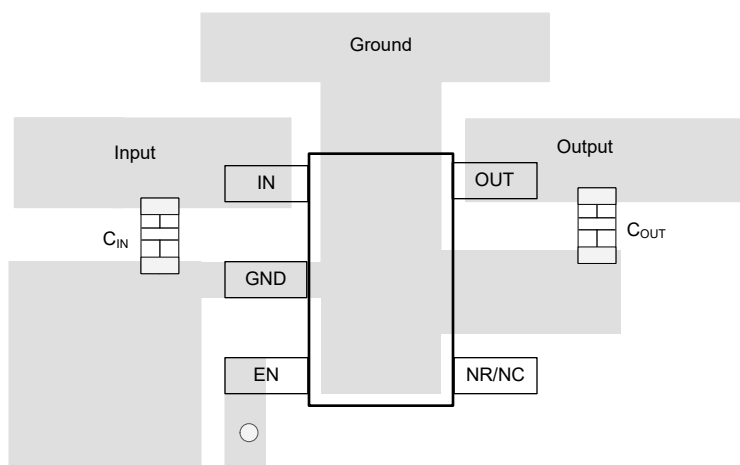 Ground
Input
Output
IN
OUT
CIN
COUT
GND
EN
NR/NC